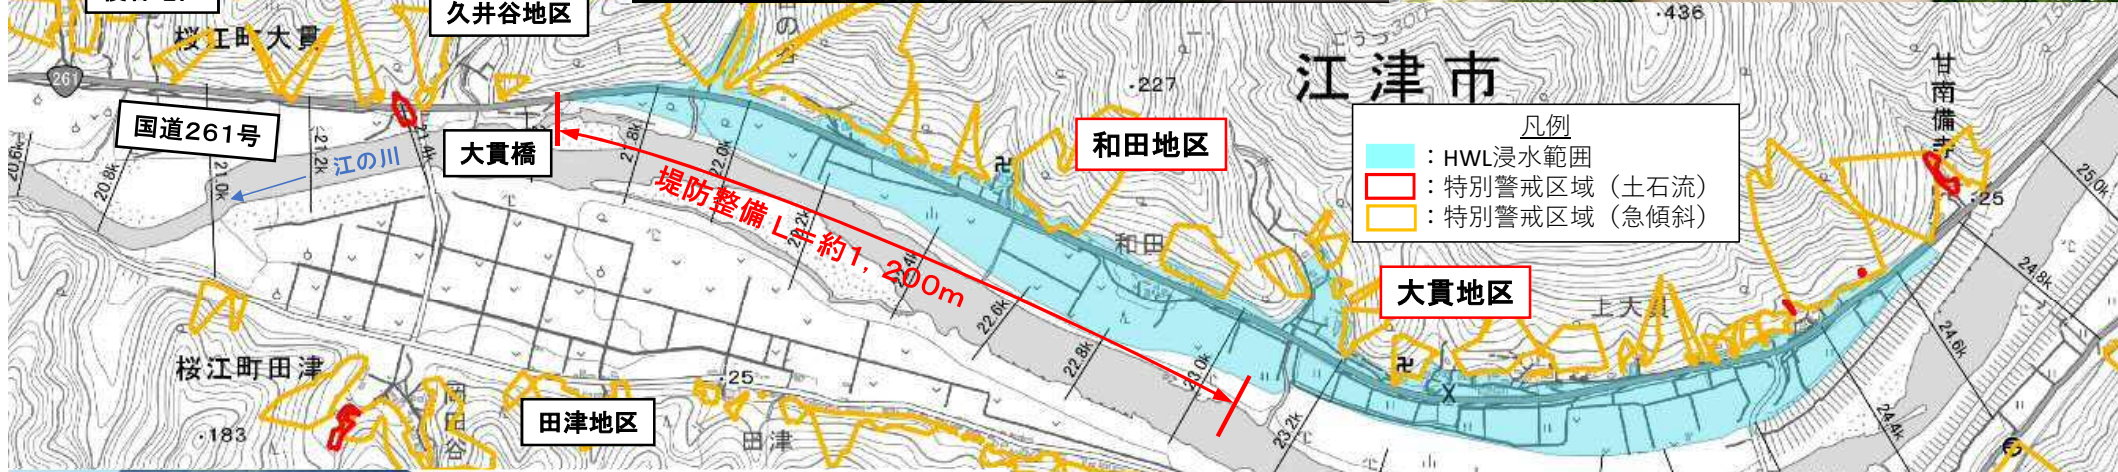 久井谷地区
桜江町大貫
・436
261
・227
江津市
甘南備寺
国道261号
大貫橋
和田地区
凡例
：HWL浸水範囲
：特別警戒区域（土石流）
：特別警戒区域（急傾斜）
江の川
20.6k
20.8k
21.0k
21.2k
21.4k
21.8k
22.0k
22.2k
22.4k
22.6k
22.8k
23.0k
23.2k
24.4k
24.6k
24.8k
25.0k
・25
堤防整備 L=約1,200m
和田
大貫地区
上大貫
桜江町田津
・183
岡田谷
田津地区
・25
田津